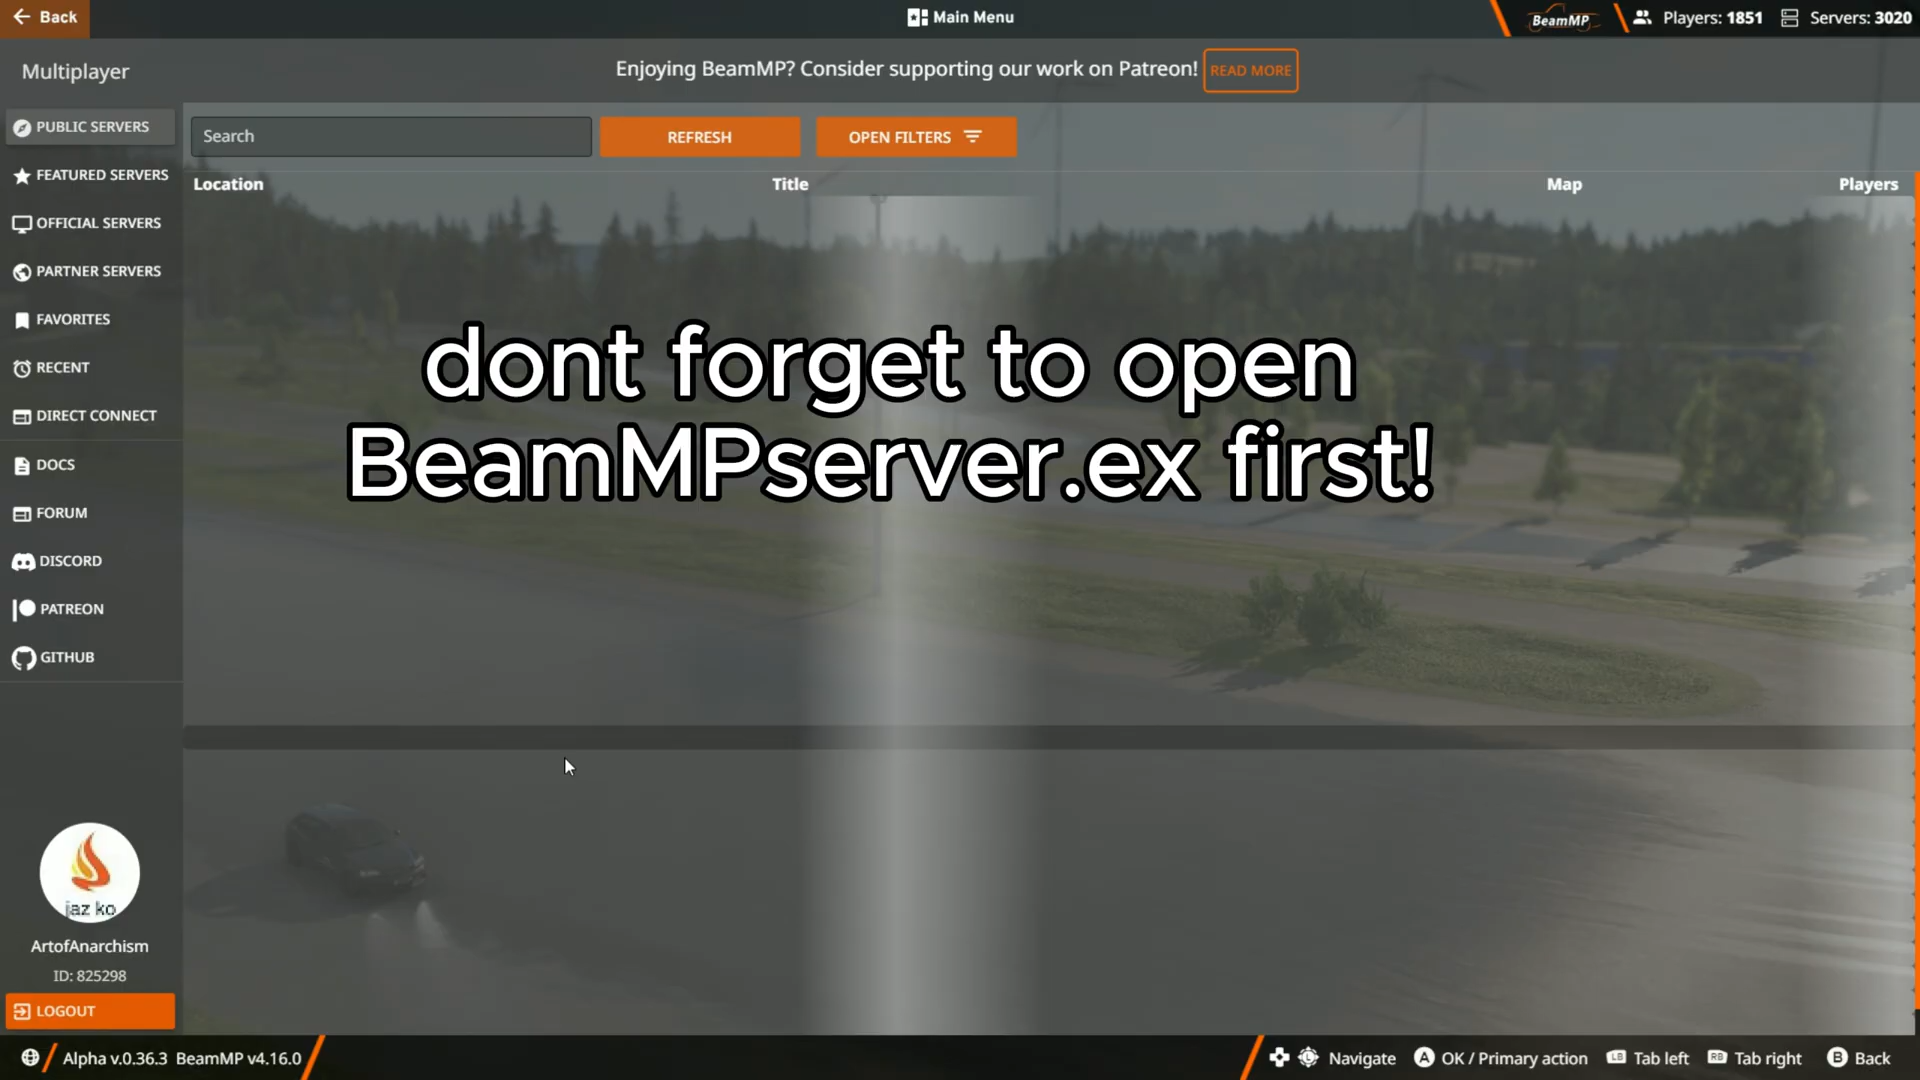 Back
Main Menu
BeamMP
Players: 1851
Servers: 3020
Multiplayer
Enjoying BeamMP? Consider supporting our work on Patreon!
READ MORE
PUBLIC SERVERS
Search
REFRESH
OPEN FILTERS
FEATURED SERVERS
Location
Title
Map
Players
OFFICIAL SERVERS
PARTNER SERVERS
FAVORITES
RECENT
DIRECT CONNECT
DOCS
FORUM
DISCORD
PATREON
GITHUB
dont forget to open
BeamMPserver.ex first!
jaz ko
ArtofAnarchism
ID: 825298
LOGOUT
Alpha v.0.36.3 BeamMP v4.16.0
Navigate
A OK / Primary action
LB Tab left
RB Tab right
B Back